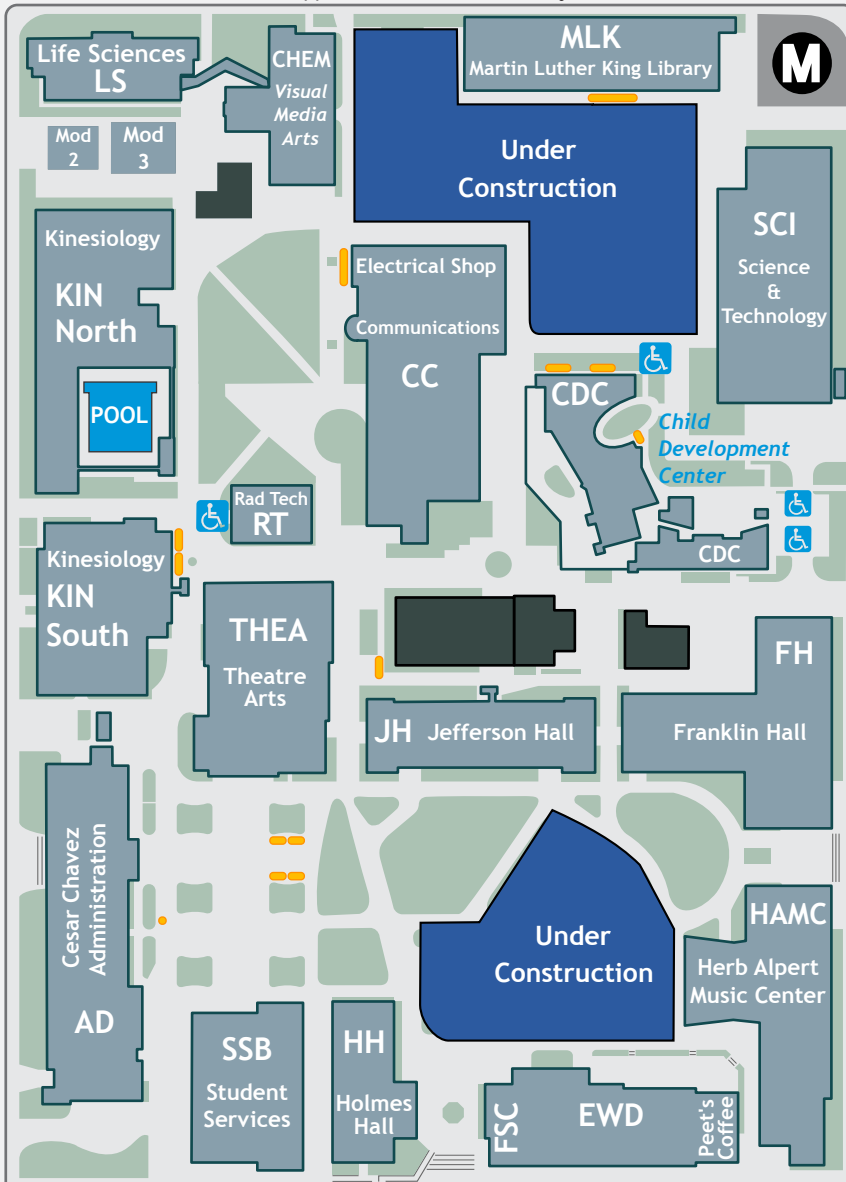 Life Sciences
LS
CHEM
Visual
Media
Arts
MLK
Martin Luther King Library
M
Mod
2
Mod
3
Under
Construction
SCI
Science
&
Technology
Kinesiology
KIN
North
POOL
Electrical Shop
Communications
CC
CDC
Child
Development
Center
CDC
Rad Tech
RT
Kinesiology
KIN
South
THEA
Theatre
Arts
JH Jefferson Hall
FH
Franklin Hall
Cesar Chavez
Administration
AD
Under
Construction
HAMC
Herb Alpert
Music Center
SSB
Student
Services
HH
Holmes
Hall
FSC
EWD
Peet's
Coffee